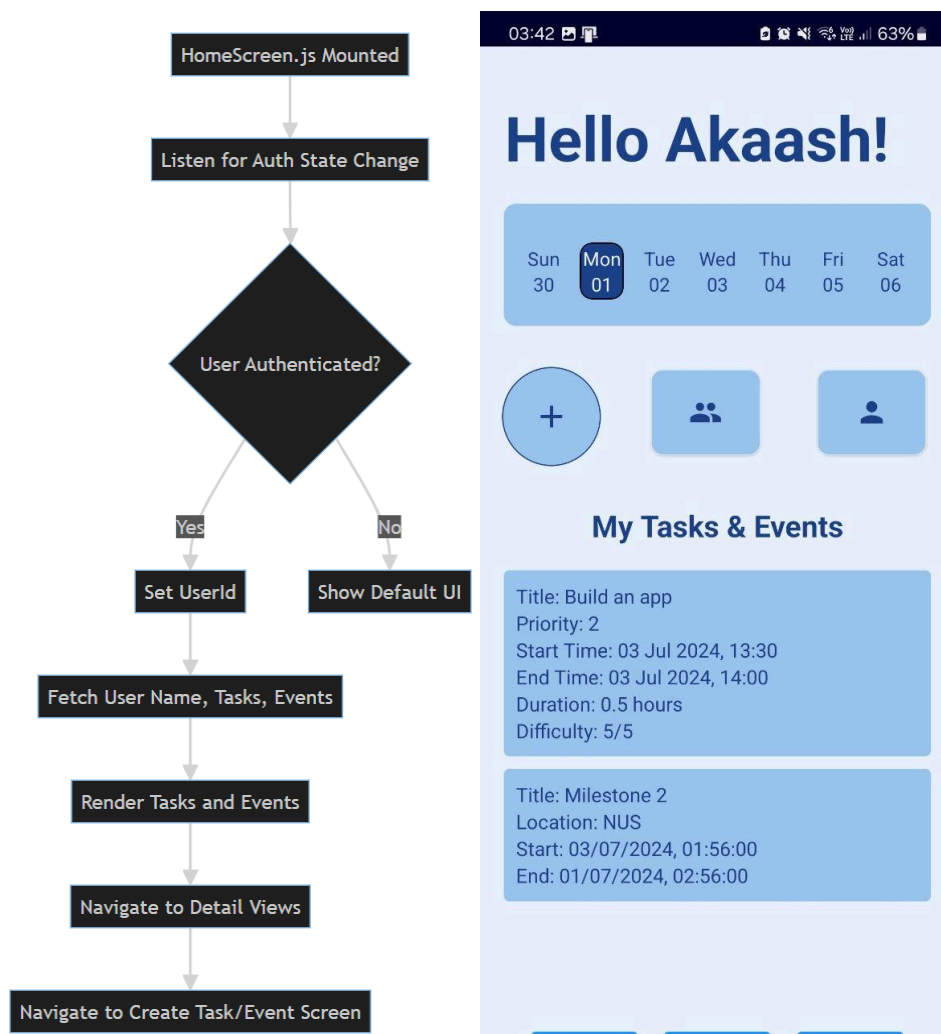 HomeScreen.js Mounted
Listen for Auth State Change
User Authenticated?
Yes
No
Set UserId
Show Default UI
Fetch User Name, Tasks, Events
Render Tasks and Events
Navigate to Detail Views
Navigate to Create Task/Event Screen
03:42
Vo)) LTE 63%
Hello Akaash!
Sun Mon Tue Wed Thu Fri Sat
30 01 02 03 04 05 06
+
My Tasks & Events
Title: Build an app
Priority: 2
Start Time: 03 Jul 2024, 13:30
End Time: 03 Jul 2024, 14:00
Duration: 0.5 hours
Difficulty: 5/5
Title: Milestone 2
Location: NUS
Start: 03/07/2024, 01:56:00
End: 01/07/2024, 02:56:00